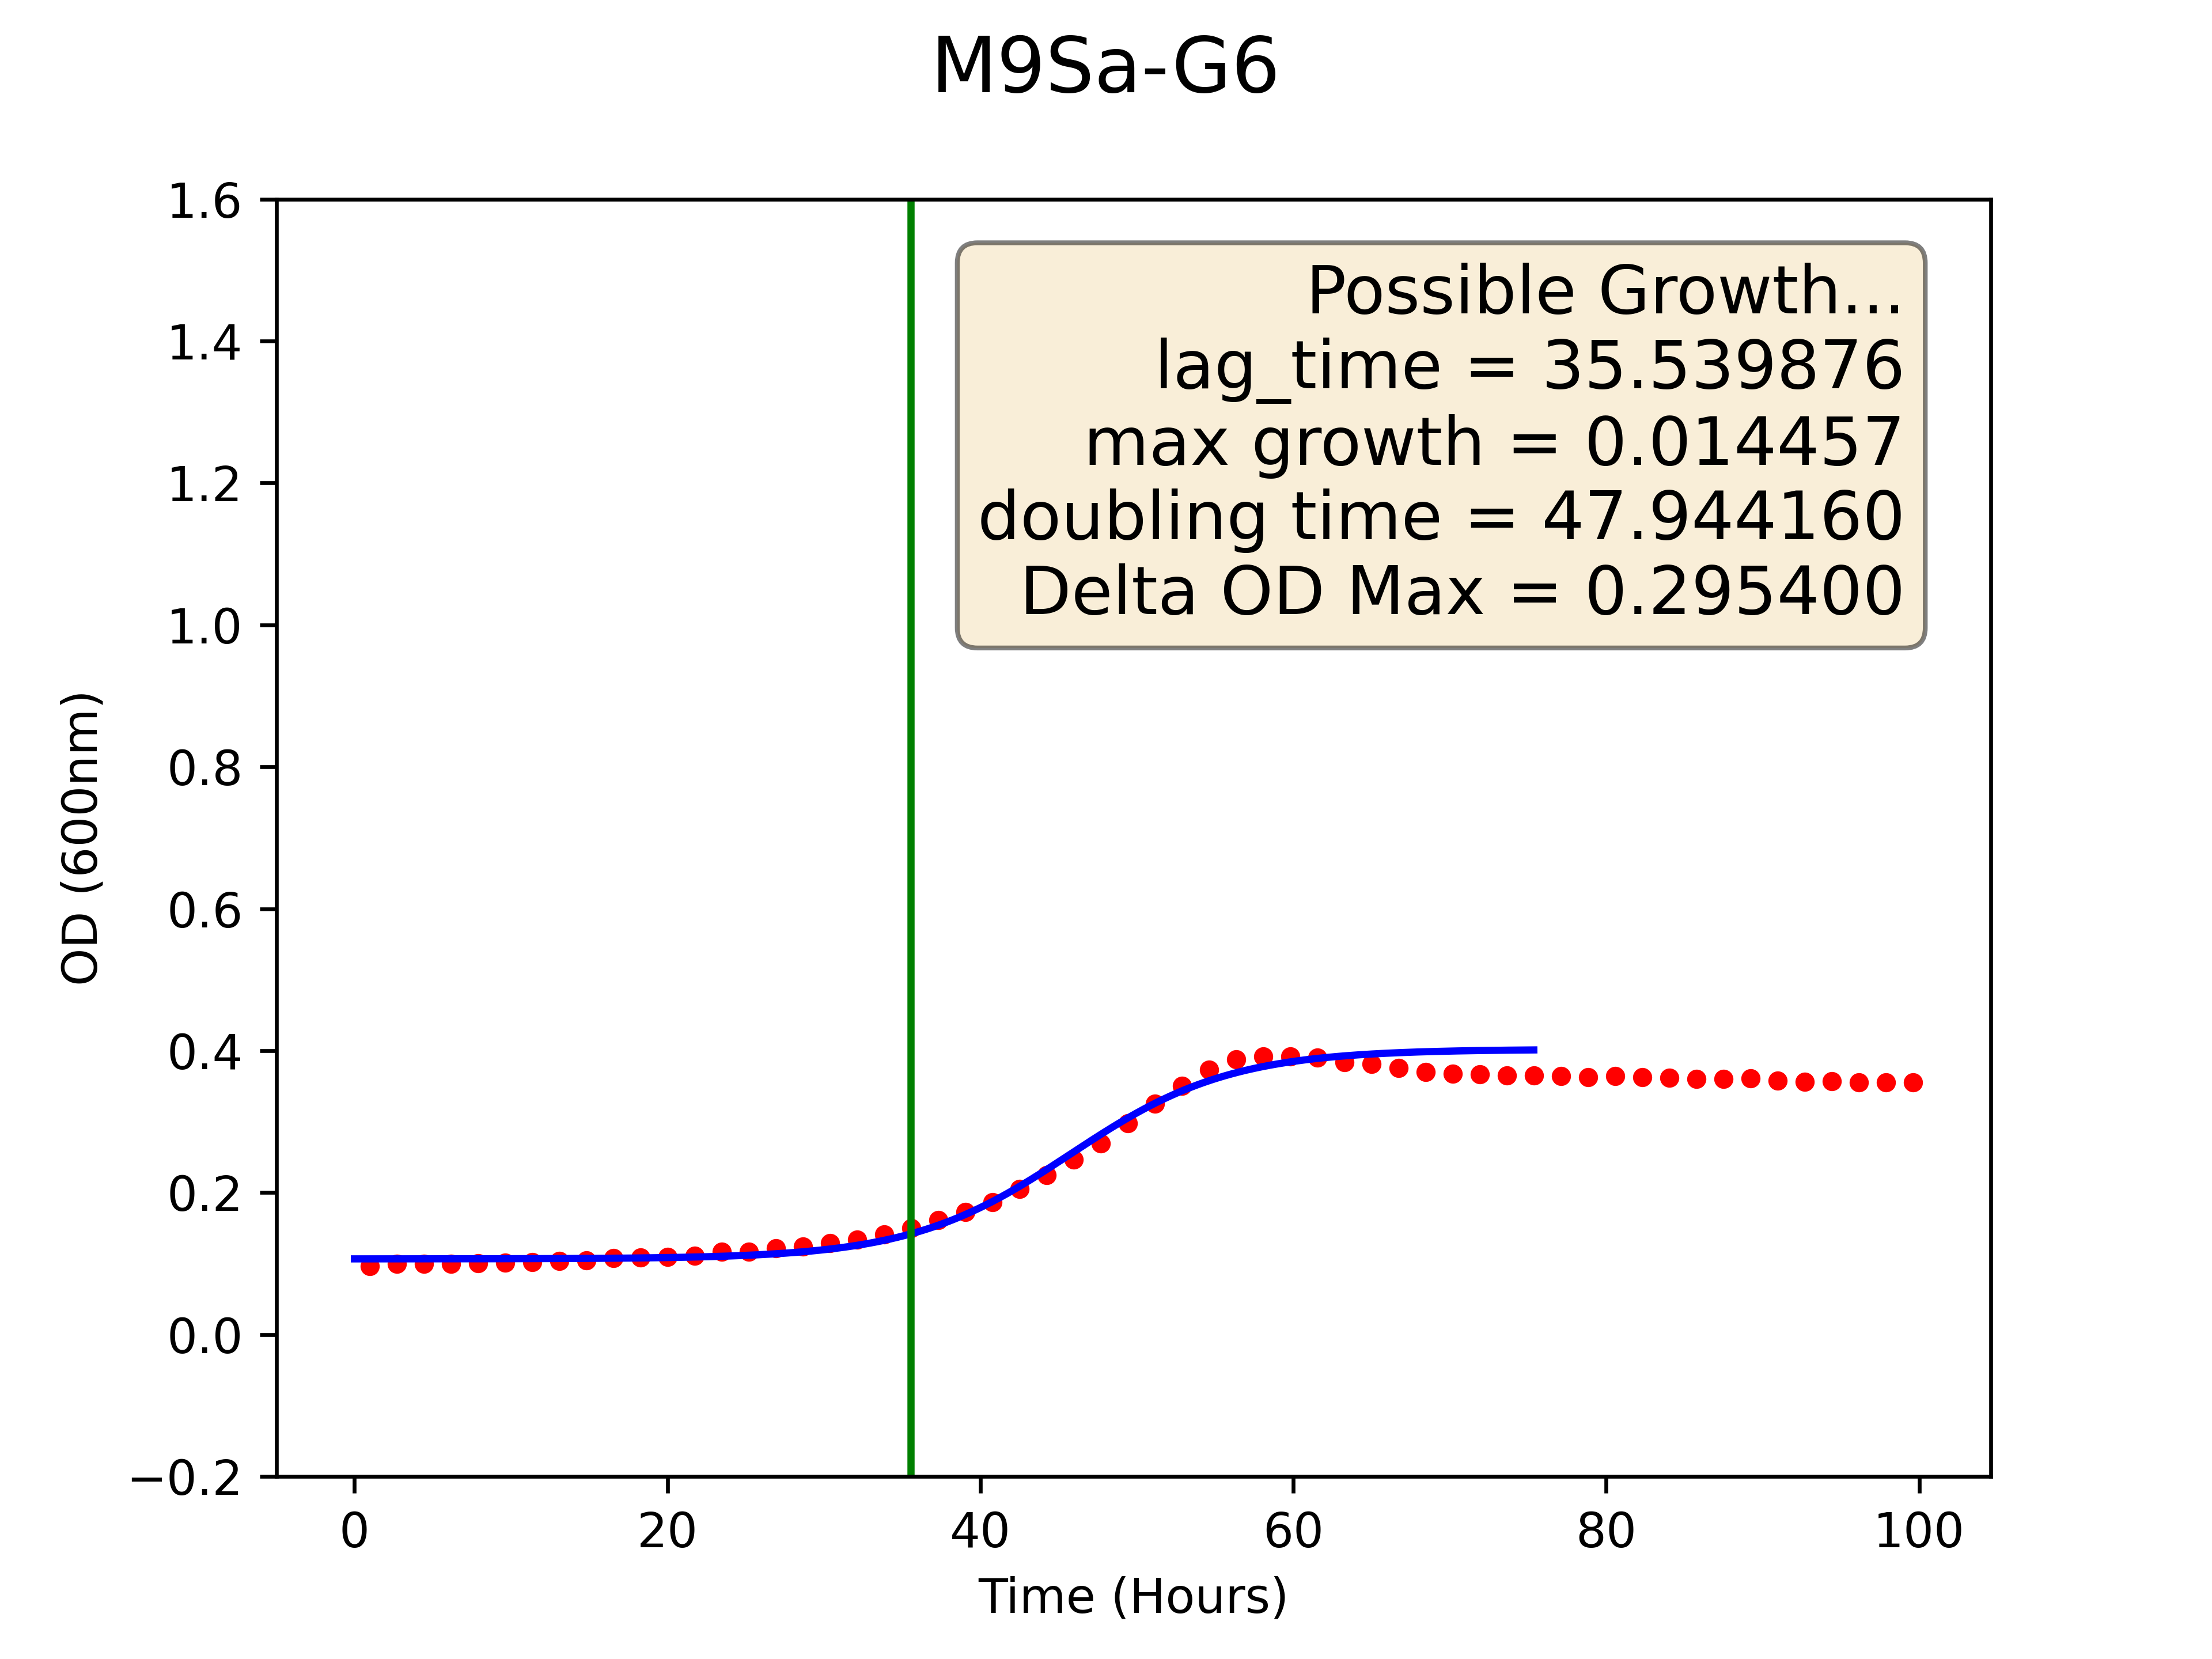 M9Sa-G6
1.6
1.4
1.2
1.0
0.8
0.6
0.4
0.2
0.0
−0.2
OD (600nm)
Possible Growth...
lag_time = 35.539876
max growth = 0.014457
doubling time = 47.944160
Delta OD Max = 0.295400
0 20 40 60 80 100
Time (Hours)